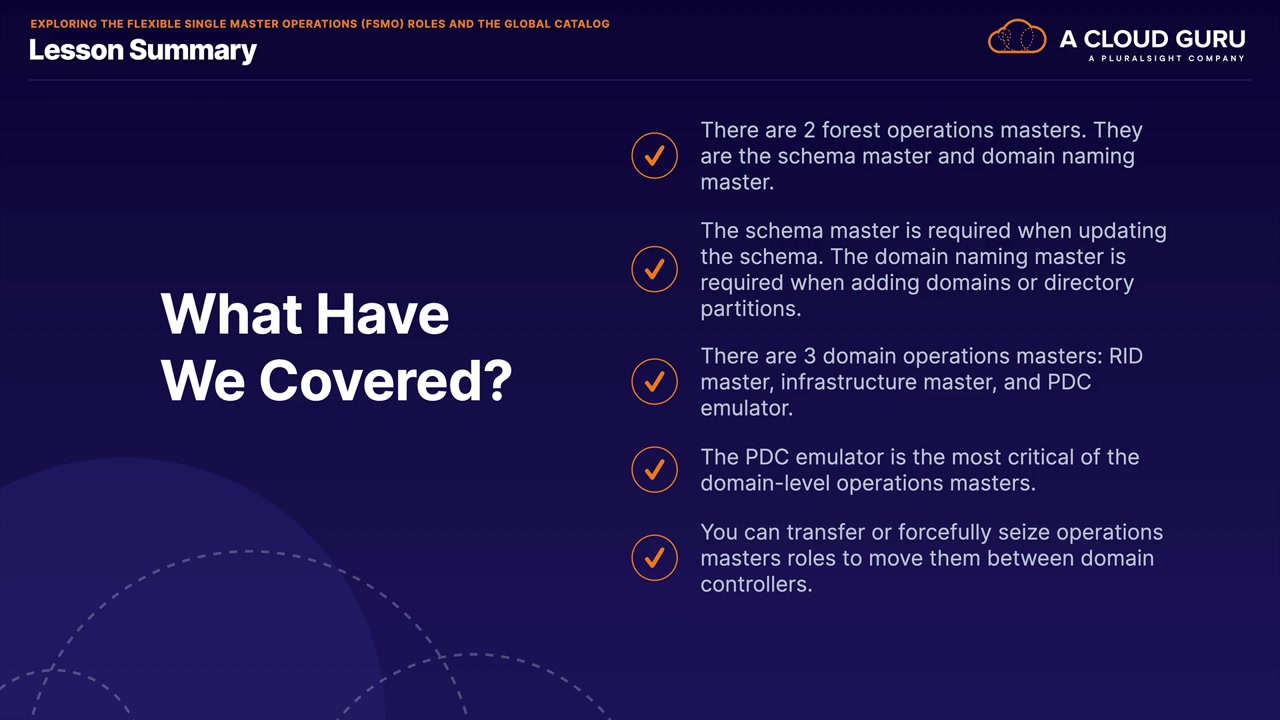 EXPLORING THE FLEXIBLE SINGLE MASTER OPERATIONS (FSMO) ROLES AND THE GLOBAL CATALOG
Lesson Summary
A CLOUD GURU
A PLURALSIGHT COMPANY
What Have
We Covered?
There are 2 forest operations masters. They
are the schema master and domain naming
master.
The schema master is required when updating
the schema. The domain naming master is
required when adding domains or directory
partitions.
There are 3 domain operations masters: RID
master, infrastructure master, and PDC
emulator.
The PDC emulator is the most critical of the
domain-level operations masters.
You can transfer or forcefully seize operations
masters roles to move them between domain
controllers.